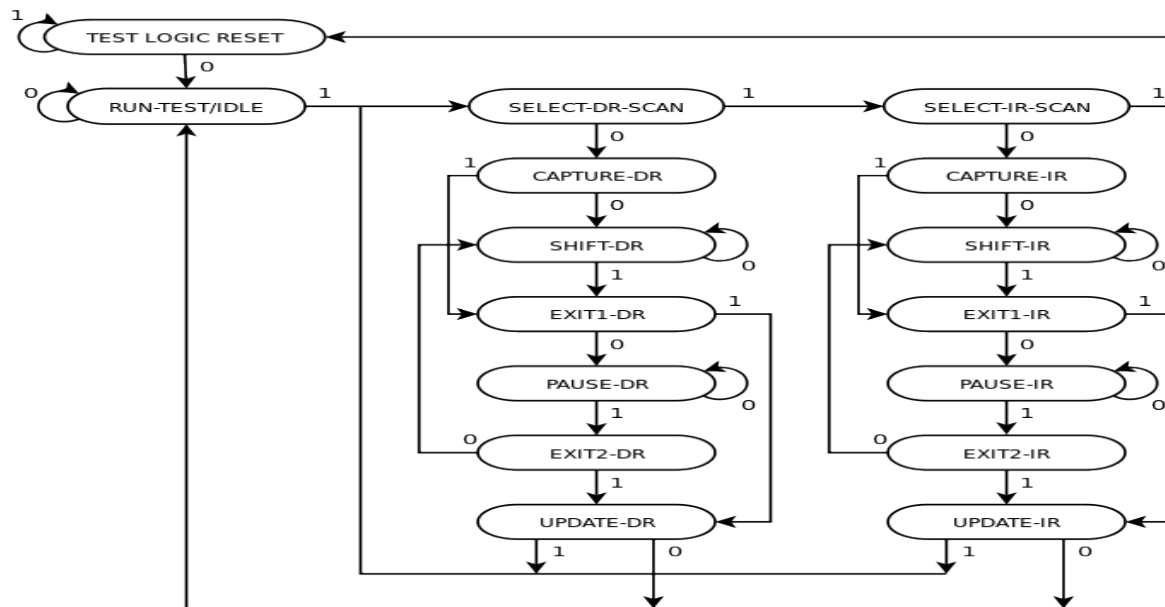 1
TEST LOGIC RESET
0
0
RUN-TEST/IDLE
1
SELECT-DR-SCAN
1
SELECT-IR-SCAN
1
0
0
1
CAPTURE-DR
1
CAPTURE-IR
0
0
SHIFT-DR
0
SHIFT-IR
0
1
1
EXIT1-DR
1
EXIT1-IR
1
0
0
PAUSE-DR
0
PAUSE-IR
0
1
1
0
EXIT2-DR
0
EXIT2-IR
1
1
UPDATE-DR
UPDATE-IR
1
0
1
0